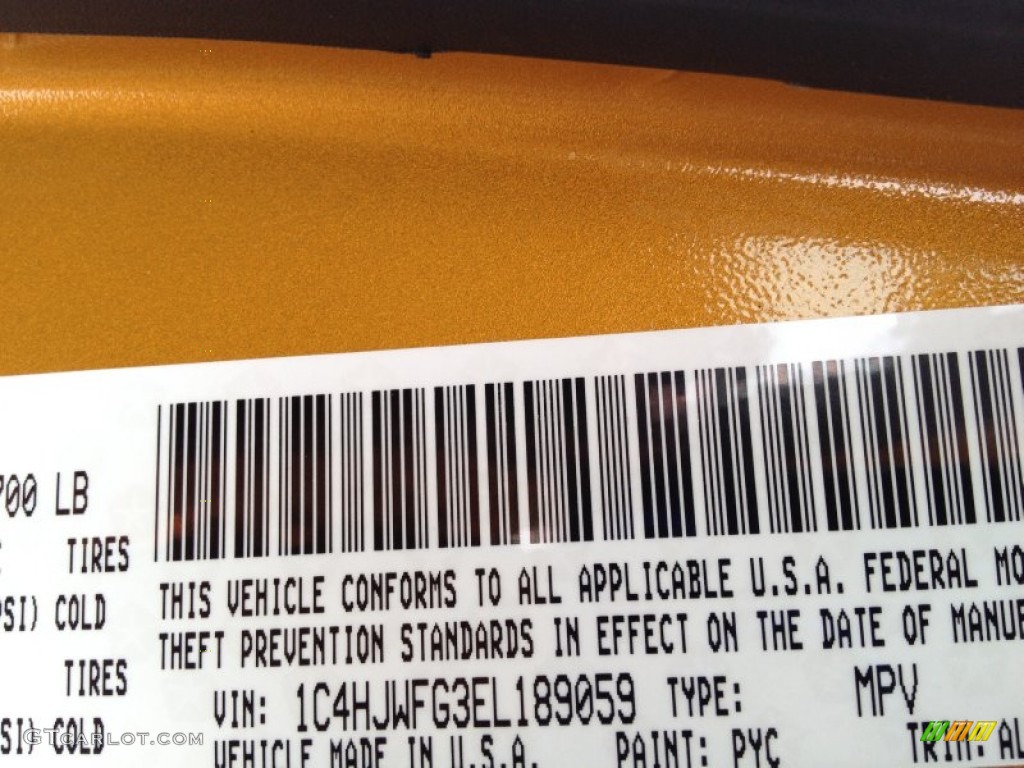 700 LB
TIRES
PSI) COLD
TIRES
SI) COLD
THIS VEHICLE CONFORMS TO ALL APPLICABLE U.S.A. FEDERAL MO
THEFT PREVENTION STANDARDS IN EFFECT ON THE DATE OF MANUF
VIN: 1C4HJWFG3EL189059 TYPE: MPV
VEHICLE MADE IN U.S.A. PAINT: PYC TRIM: AL
GTCarLot.com